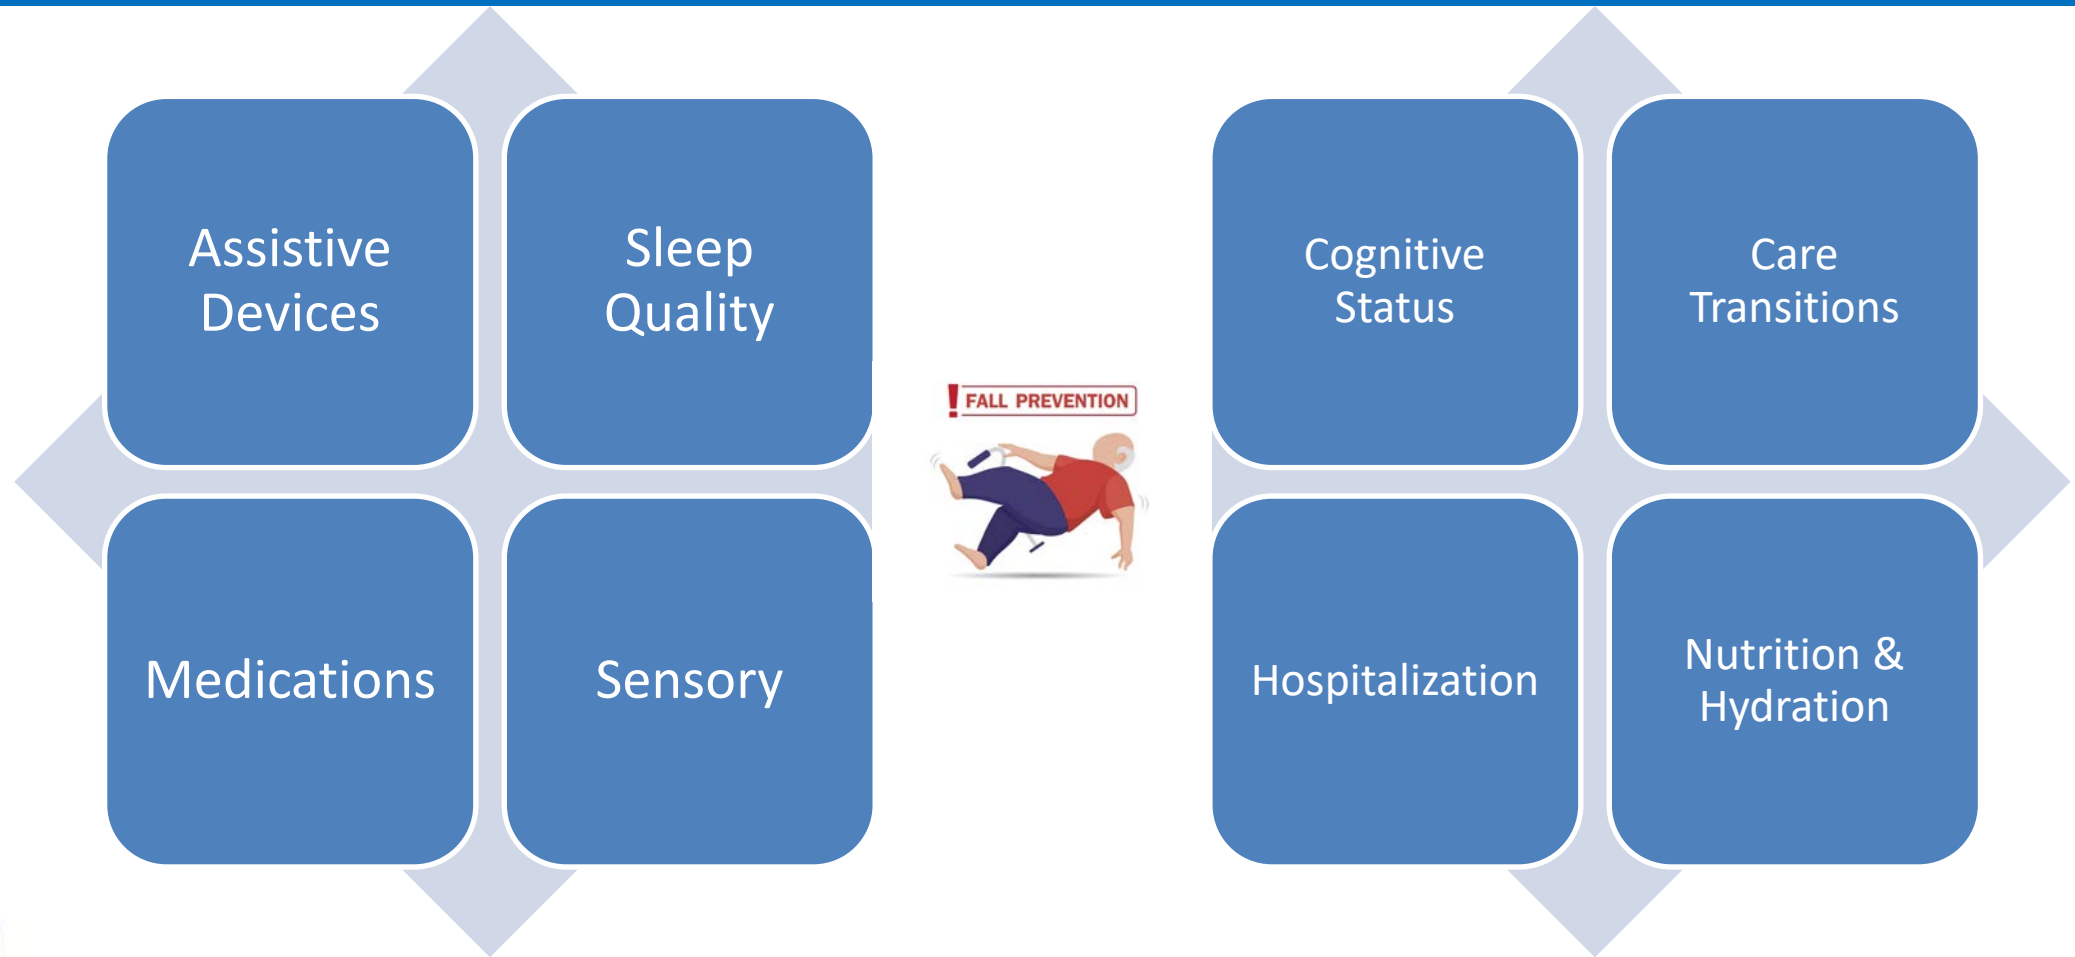 Assistive
Devices
Sleep
Quality
Medications
Sensory
! FALL PREVENTION
Cognitive
Status
Care
Transitions
Hospitalization
Nutrition &
Hydration